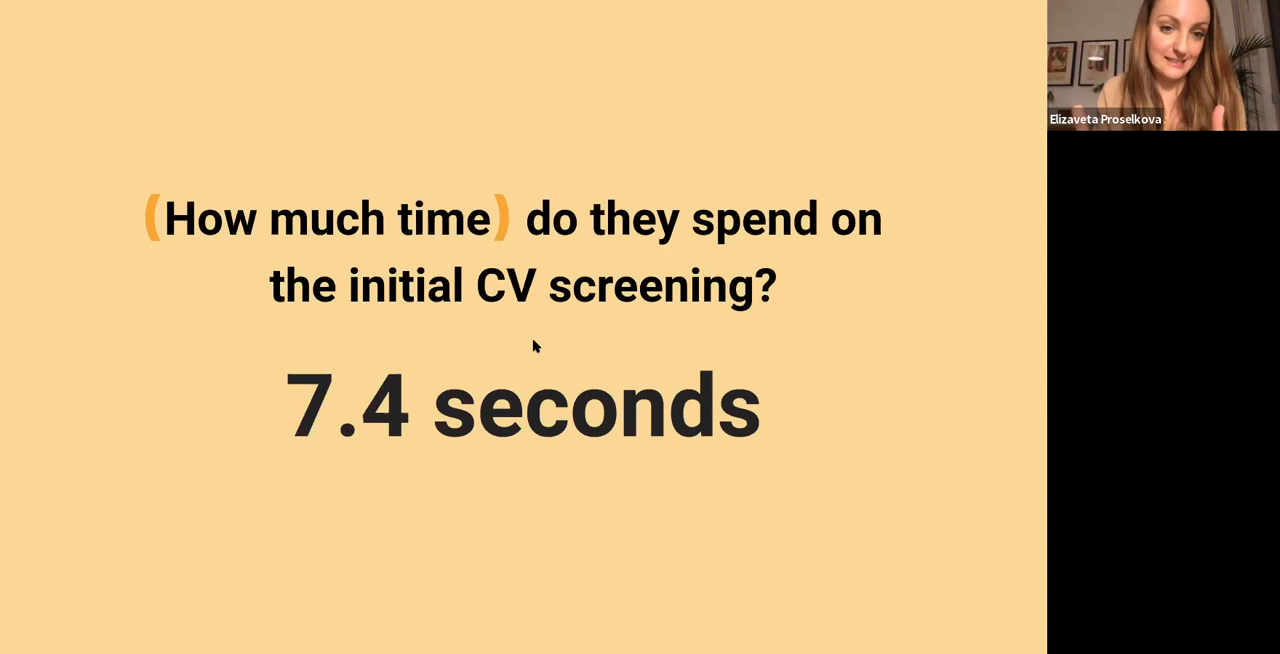 (How much time) do they spend on
the initial CV screening?
7.4 seconds
Elizaveta Proselkova